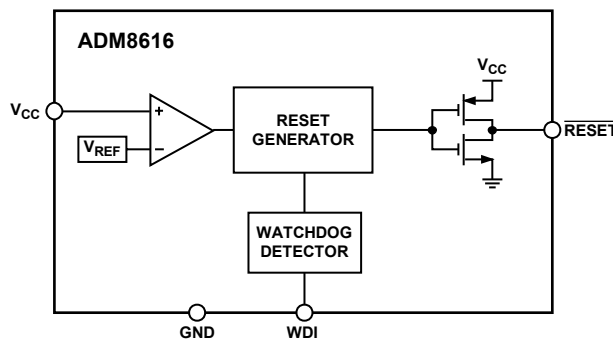 ADM8616
VCC
VCC
+
RESET
GENERATOR
RESET
VREF
−
WATCHDOG
DETECTOR
GND
WDI